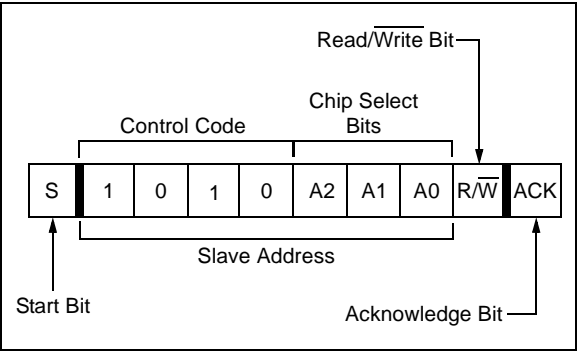 Read/Write Bit
Chip Select
Bits
Control Code
S 1 0 1 0 A2 A1 A0 R/W ACK
Slave Address
Start Bit
Acknowledge Bit